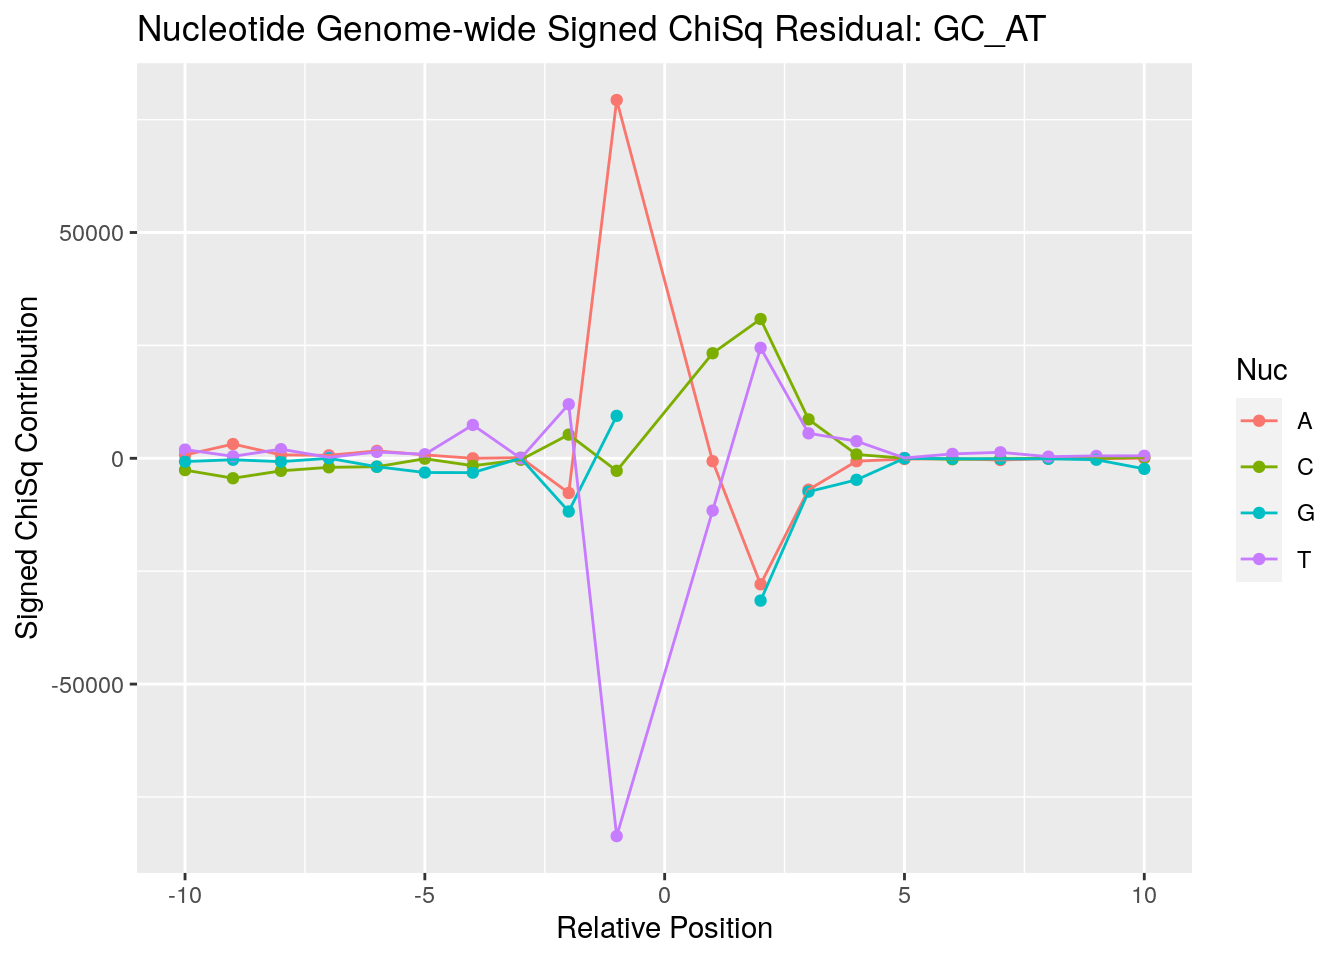 Nucleotide Genome-wide Signed ChiSq Residual: GC_AT
Signed ChiSq Contribution
50000
0
-50000
-10
-5
0
5
10
Relative Position
Nuc
A
C
G
T